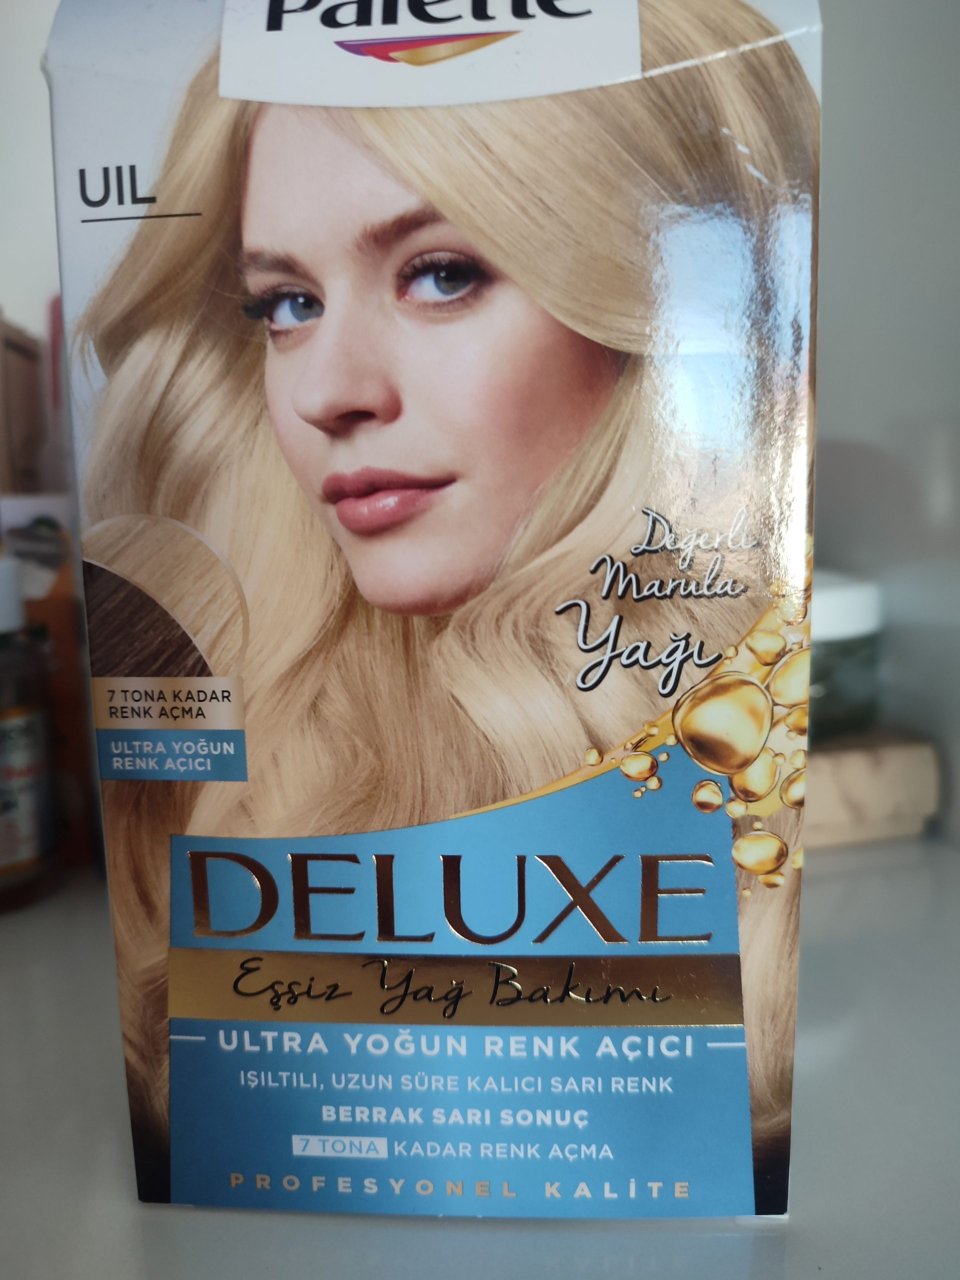 Palette
UIL
Değerli
Marula
Yağı
7 TONA KADAR
RENK AÇMA
ULTRA YOĞUN
RENK AÇICI
DELUXE
Eşsiz Yağ Bakımı
ULTRA YOĞUN RENK AÇICI
IŞILTILI, UZUN SÜRE KALICI SARI RENK
BERRAK SARI SONUÇ
7 TONA KADAR RENK AÇMA
PROFESYONEL KALİTE